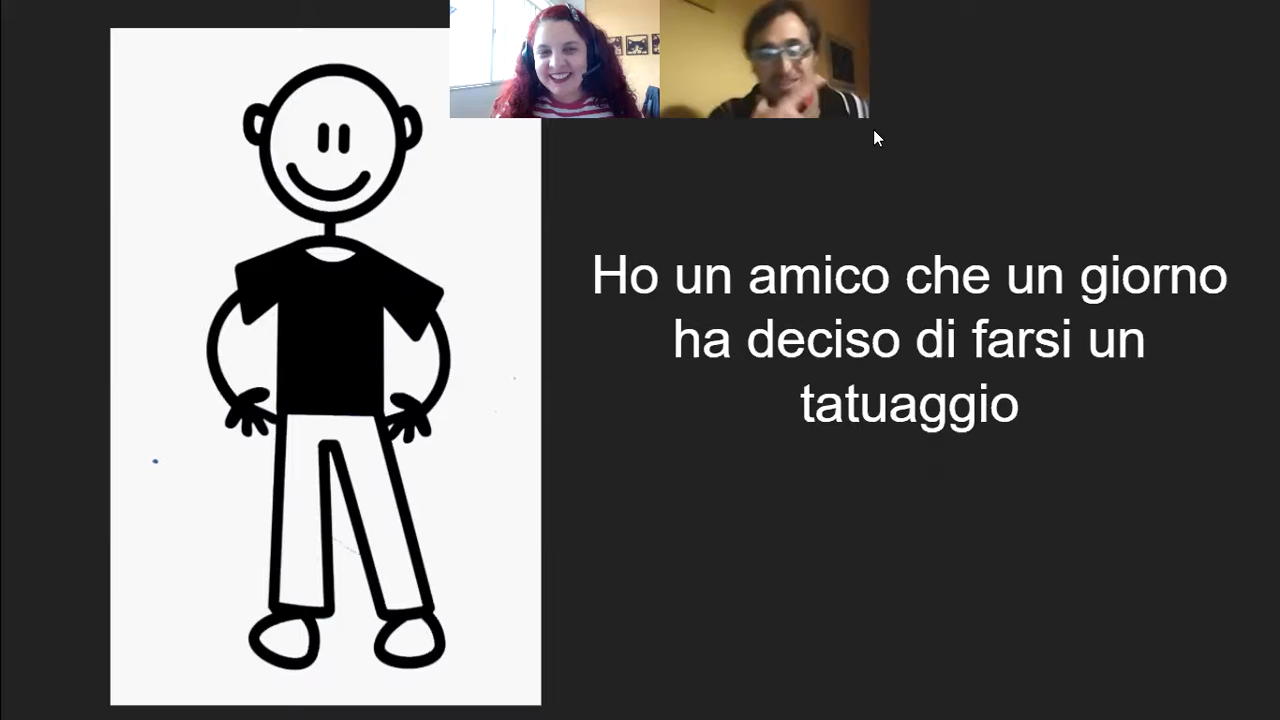 Ho un amico che un giorno
ha deciso di farsi un
tatuaggio